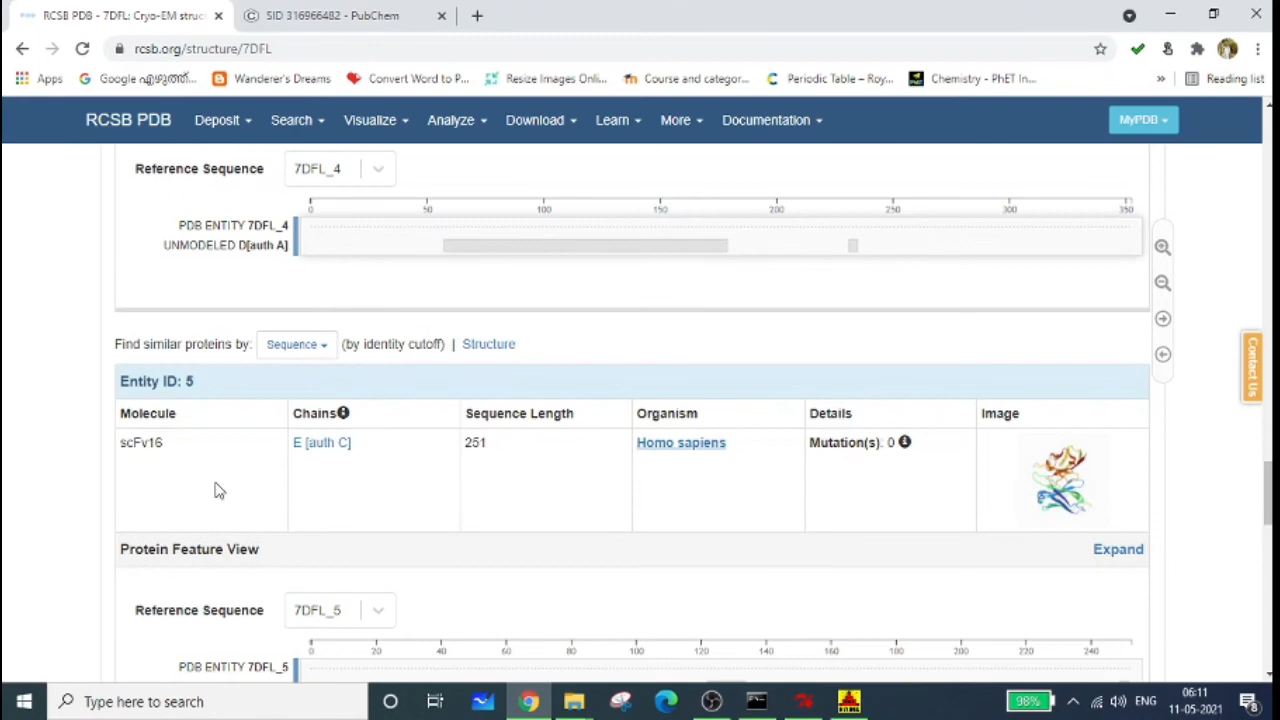 RCSB PDB - 7DFL: Cryo-EM struc
SID 316966482 - PubChem
rcsb.org/structure/7DFL
Apps
Google എഴുത്ത്...
Wanderer's Dreams
Convert Word to P...
Resize Images Onli...
Course and categor...
Periodic Table – Roy...
Chemistry - PhET In...
»
Reading list
RCSB PDB
Deposit
Search
Visualize
Analyze
Download
Learn
More
Documentation
MyPDB
Reference Sequence
7DFL_4
0 50 100 150 200 250 300 350
PDB ENTITY 7DFL_4
UNMODELED D[auth A]
Find similar proteins by: Sequence (by identity cutoff) | Structure
Contact Us
Entity ID: 5
Molecule Chains Sequence Length Organism Details Image
scFv16 E [auth C] 251 Homo sapiens Mutation(s): 0
Protein Feature View Expand
Reference Sequence
7DFL_5
0 20 40 60 80 100 120 140 160 180 200 220 240
PDB ENTITY 7DFL_5
Type here to search
98%
ENG
06:11
11-05-2021
8